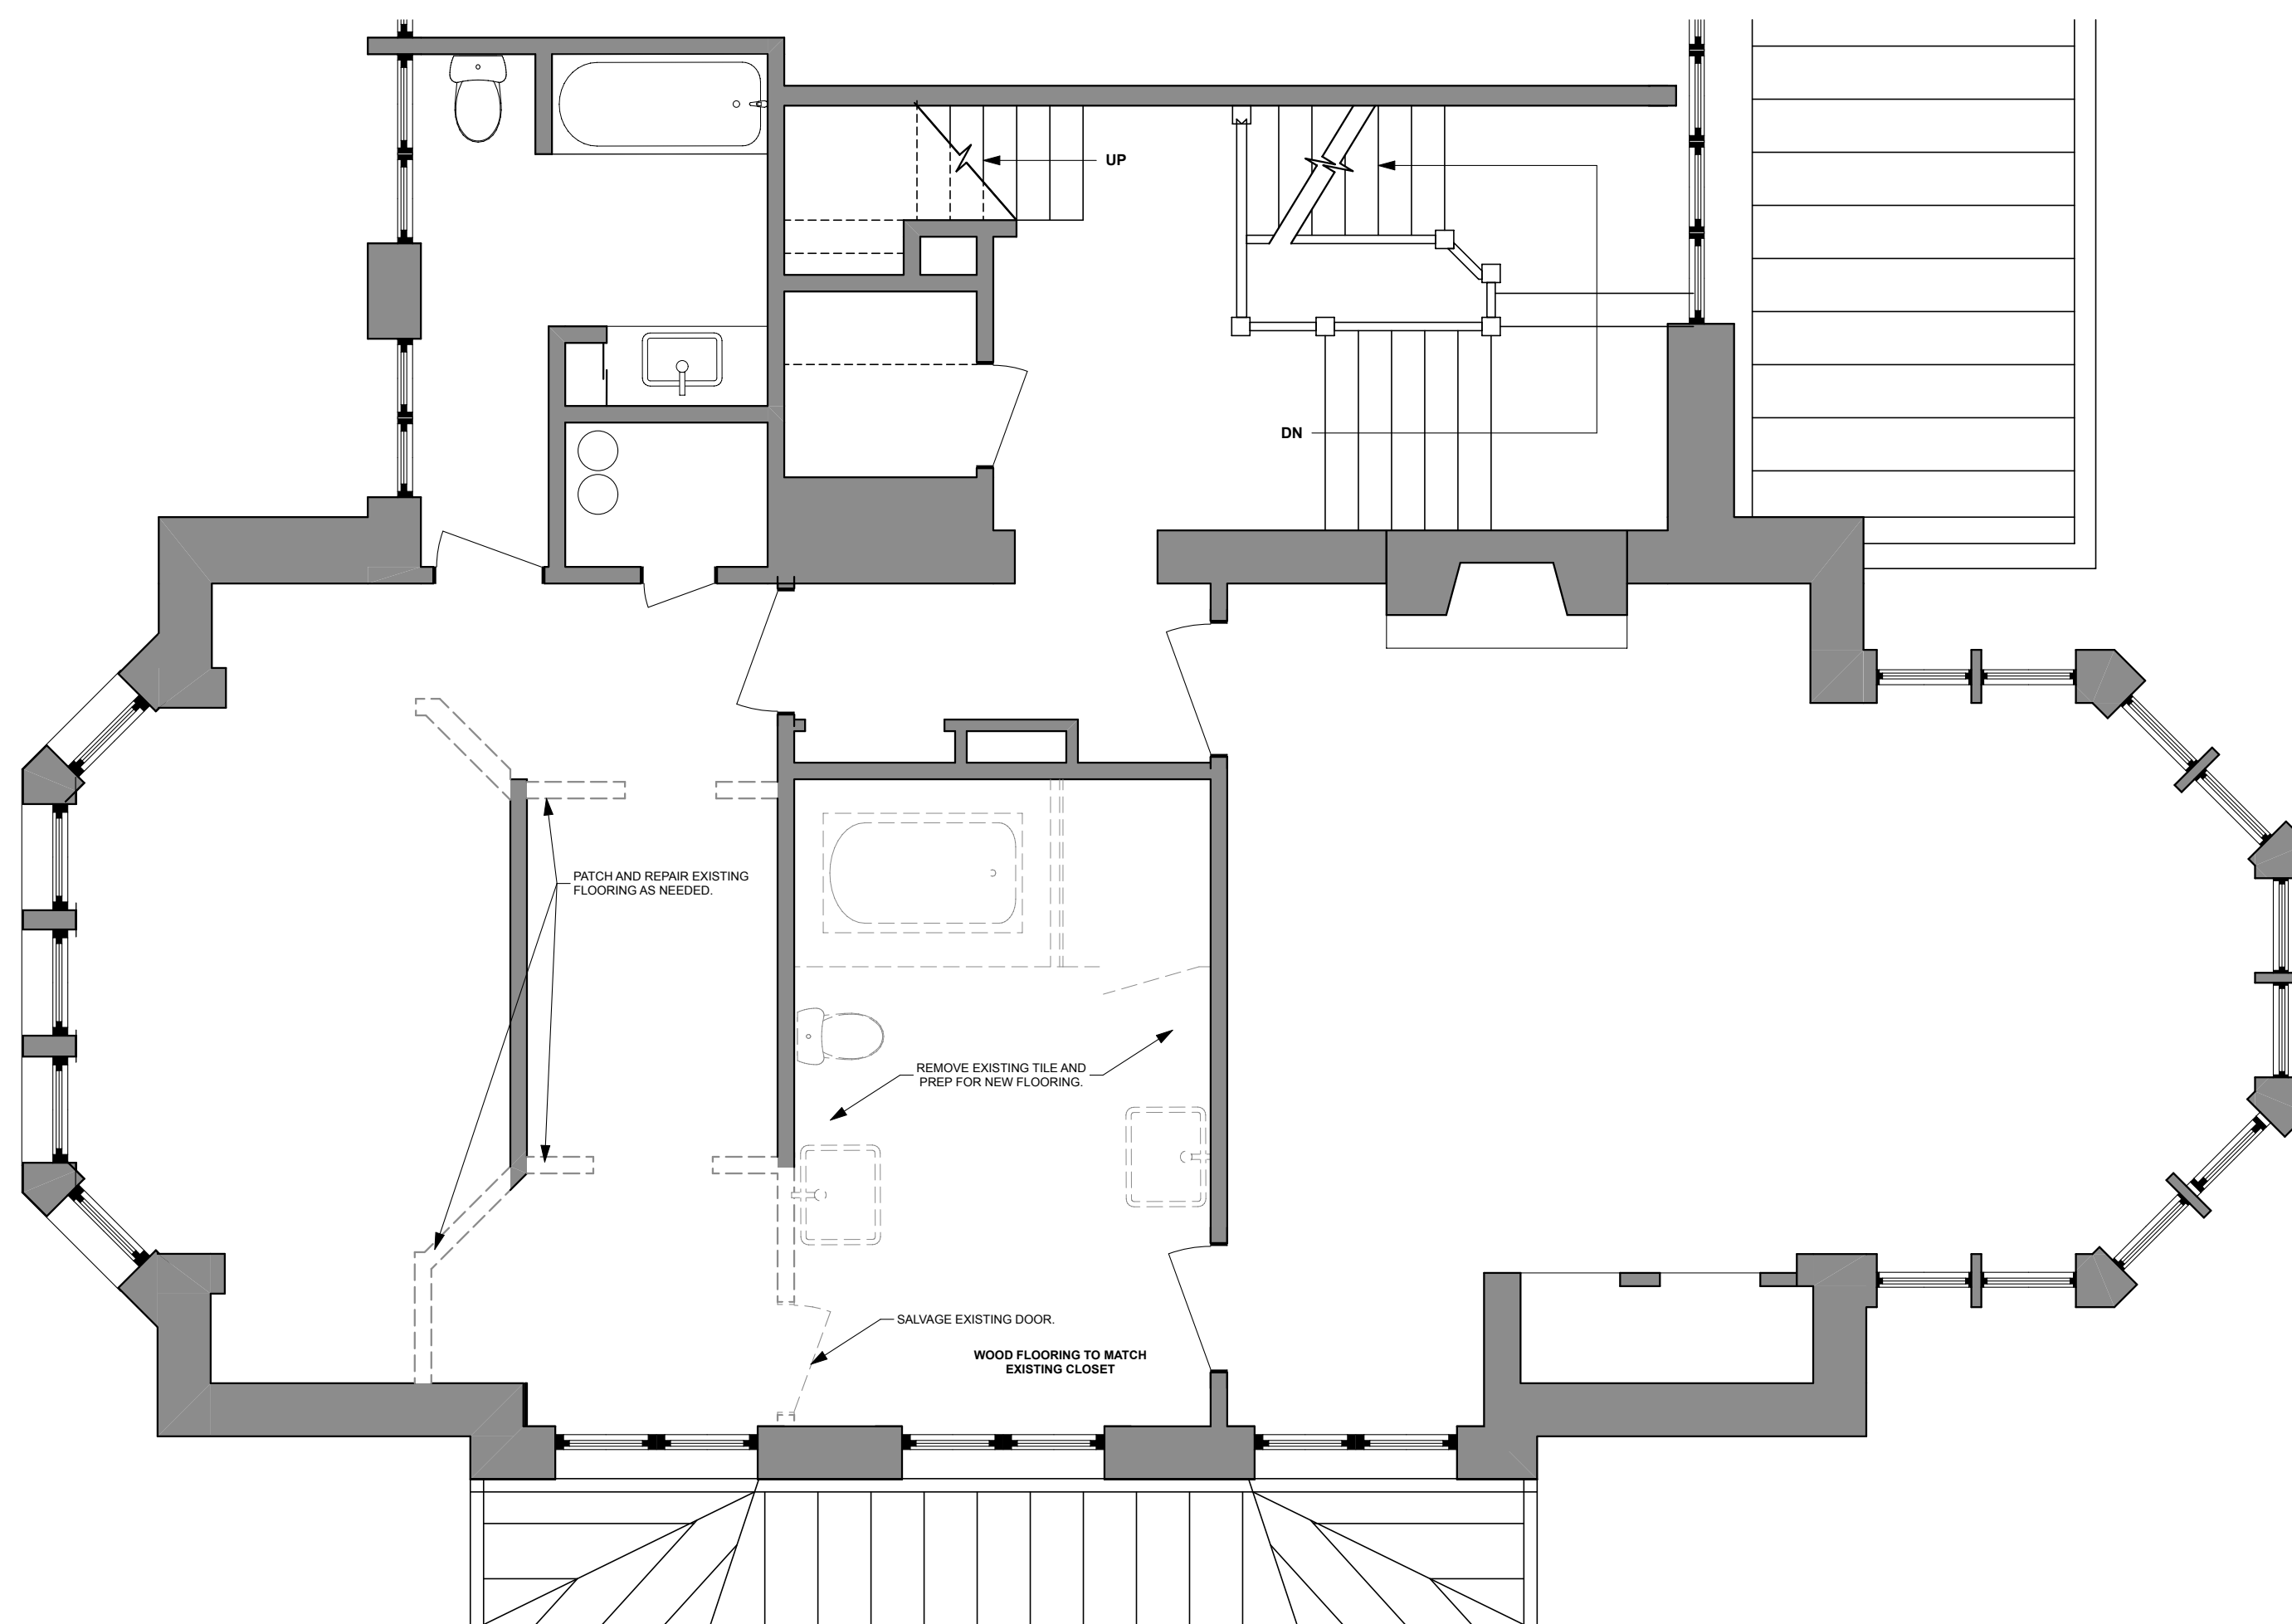 UP
DN
PATCH AND REPAIR EXISTING
FLOORING AS NEEDED.
REMOVE EXISTING TILE AND
PREP FOR NEW FLOORING.
SALVAGE EXISTING DOOR.
WOOD FLOORING TO MATCH
EXISTING CLOSET